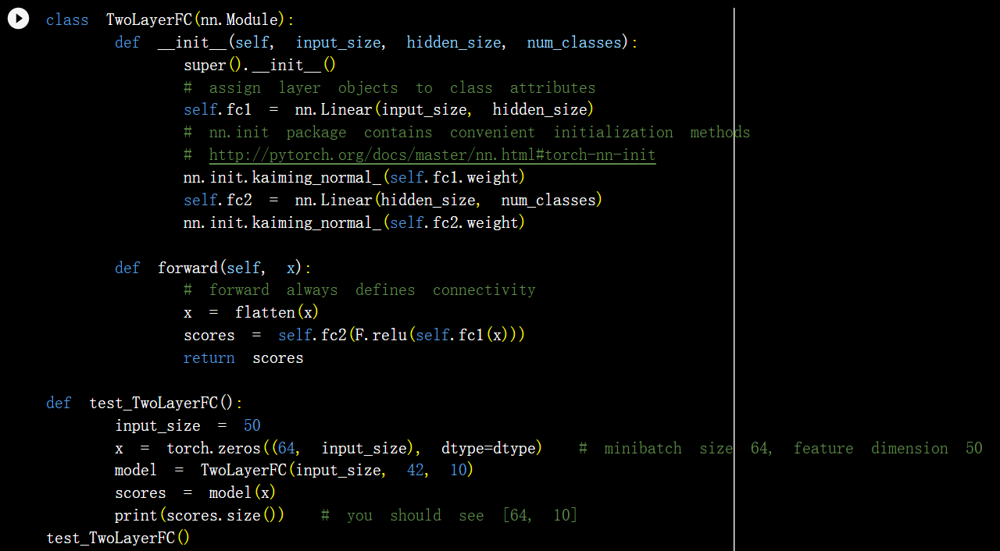 class TwoLayerFC(nn.Module):
def __init__(self, input_size, hidden_size, num_classes):
super().__init__()
# assign layer objects to class attributes
self.fc1 = nn.Linear(input_size, hidden_size)
# nn.init package contains convenient initialization methods
# http://pytorch.org/docs/master/nn.html#torch-nn-init
nn.init.kaiming_normal_(self.fc1.weight)
self.fc2 = nn.Linear(hidden_size, num_classes)
nn.init.kaiming_normal_(self.fc2.weight)
def forward(self, x):
# forward always defines connectivity
x = flatten(x)
scores = self.fc2(F.relu(self.fc1(x)))
return scores
def test_TwoLayerFC():
input_size = 50
x = torch.zeros((64, input_size), dtype=dtype) # minibatch size 64, feature dimension 50
model = TwoLayerFC(input_size, 42, 10)
scores = model(x)
print(scores.size()) # you should see [64, 10]
test_TwoLayerFC()